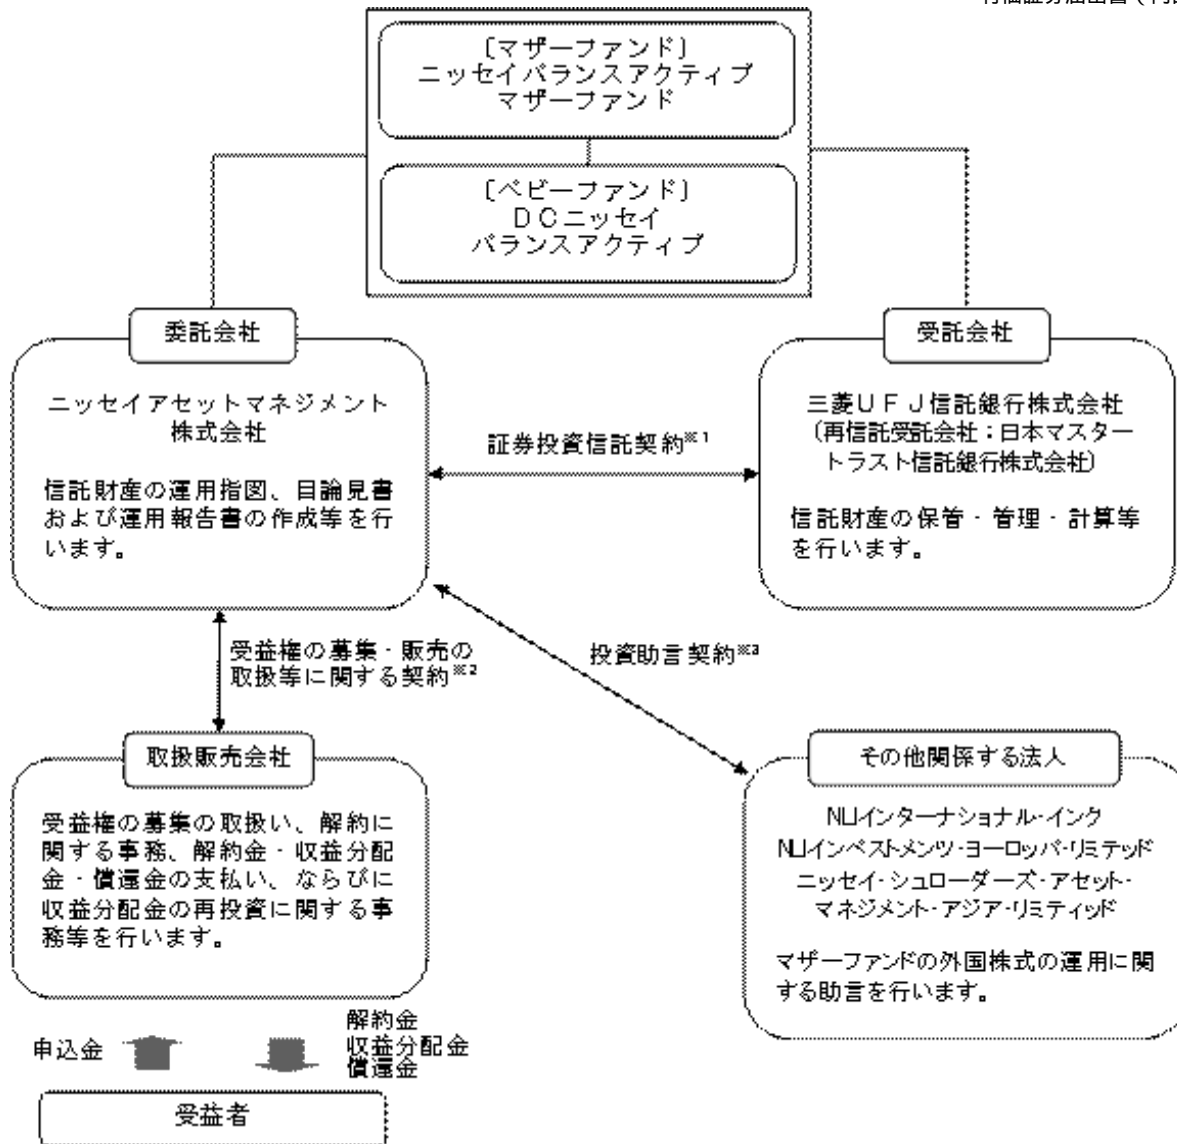 〔マザーファンド〕
ニッセイバランスアクティブ
マザーファンド
〔ベビーファンド〕
ＤＣニッセイ
バランスアクティブ
委託会社
ニッセイアセットマネジメント
株式会社
信託財産の運用指図、目論見書
および運用報告書の作成等を行
います。
証券投資信託契約※1
受託会社
三菱ＵＦＪ信託銀行株式会社
（再信託受託会社：日本マスター
トラスト信託銀行株式会社）
信託財産の保管・管理・計算等
を行います。
受益権の募集・販売の
取扱等に関する契約※2
投資助言契約※3
取扱販売会社
受益権の募集の取扱い、解約に
関する事務、解約金・収益分配
金・償還金の支払い、ならびに
収益分配金の再投資に関する事
務等を行います。
その他関係する法人
NLIインターナショナル・インク
NLIインベストメンツ・ヨーロッパ・リミテッド
ニッセイ・シュローダーズ・アセット・
マネジメント・アジア・リミティッド
マザーファンドの外国株式の運用に関
する助言を行います。
申込金
解約金
収益分配金
償還金
受益者